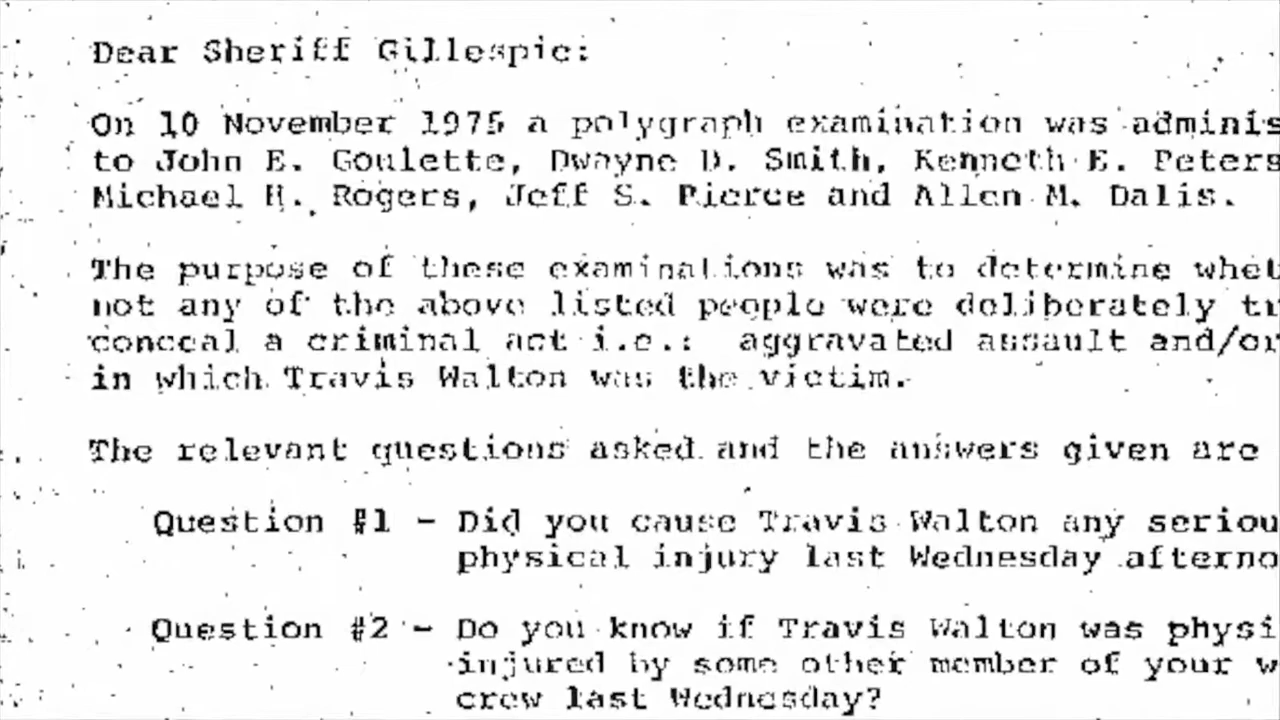 Dear Sheriff Gillespie:
On 10 November 1975 a polygraph examination was adminis
to John E. Goulette, Dwayne D. Smith, Kenneth E. Peters
Michael H. Rogers, Jeff S. Pierce and Allen M. Dalis.
The purpose of these examinations was to determine whet
not any of the above listed people were deliberately tr
conceal a criminal act i.e.: aggravated assault and/or
in which Travis Walton was the victim.
The relevant questions asked and the answers given are
Question #1 - Did you cause Travis Walton any seriou
physical injury last Wednesday afterno
Question #2 - Do you know if Travis Walton was physi
injured by some other member of your w
crew last Wednesday?